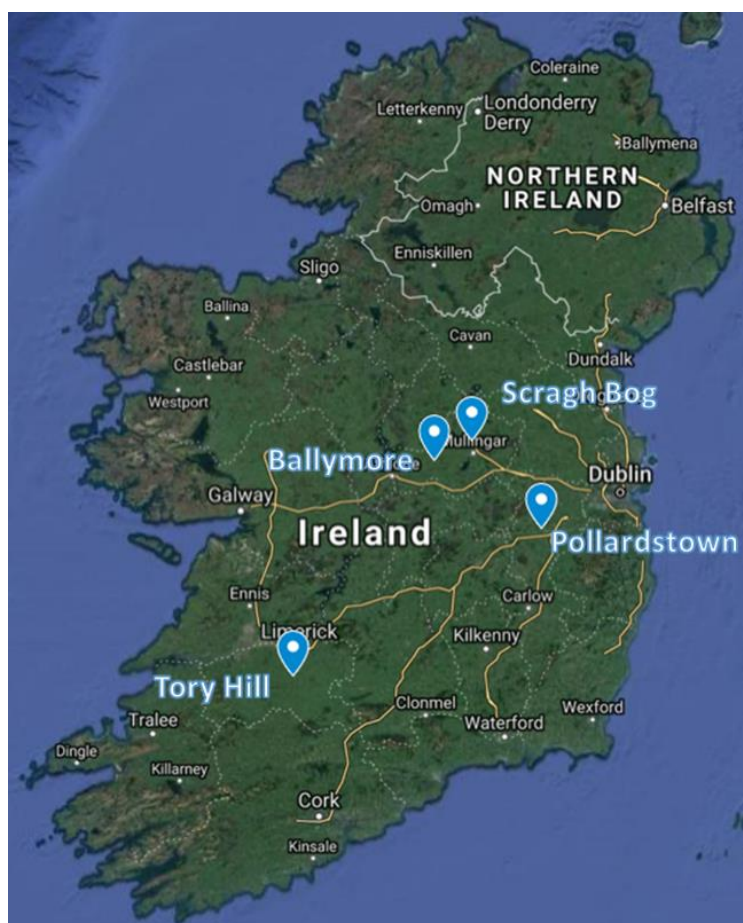 Coleraine
Letterkenny
Londonderry
Derry
Ballymena
NORTHERN
IRELAND
Omagh
Belfast
Enniskillen
Sligo
Ballina
Cavan
Dundalk
Castlebar
Westport
Scragh Bog
Mullingar
Ballymore
Dublin
Galway
Ireland
Pollardstown
Ennis
Carlow
Limerick
Kilkenny
Tory Hill
Clonmel
Wexford
Tralee
Waterford
Dingle
Killarney
Cork
Kinsale